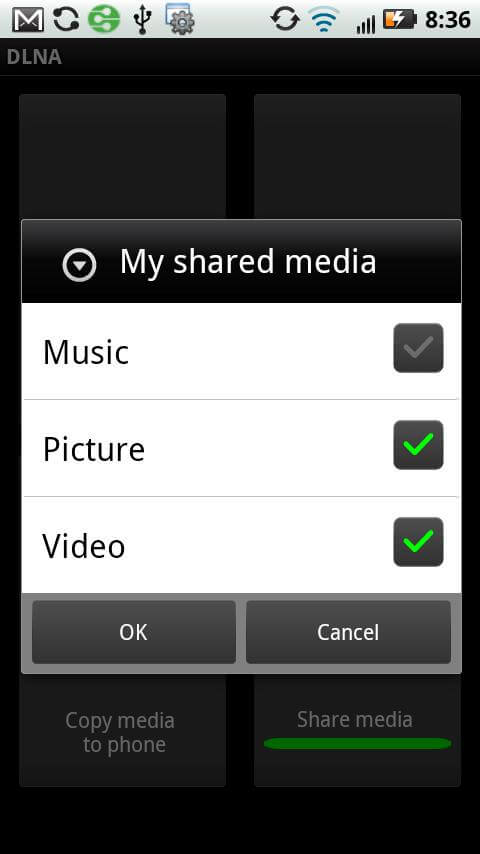 8:36
DLNA
My shared media
Music
Picture
Video
OK
Cancel
Copy media
to phone
Share media